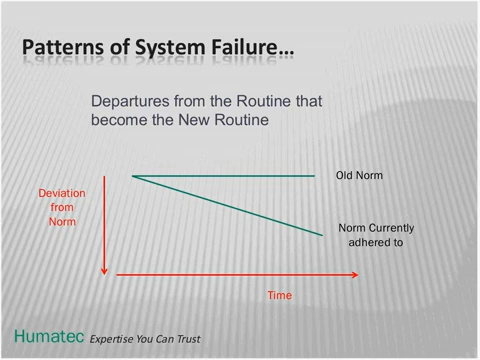 Patterns of System Failure...
Departures from the Routine that
become the New Routine
Old Norm
Deviation
from
Norm
Norm Currently
adhered to
Time
Humatec Expertise You Can Trust